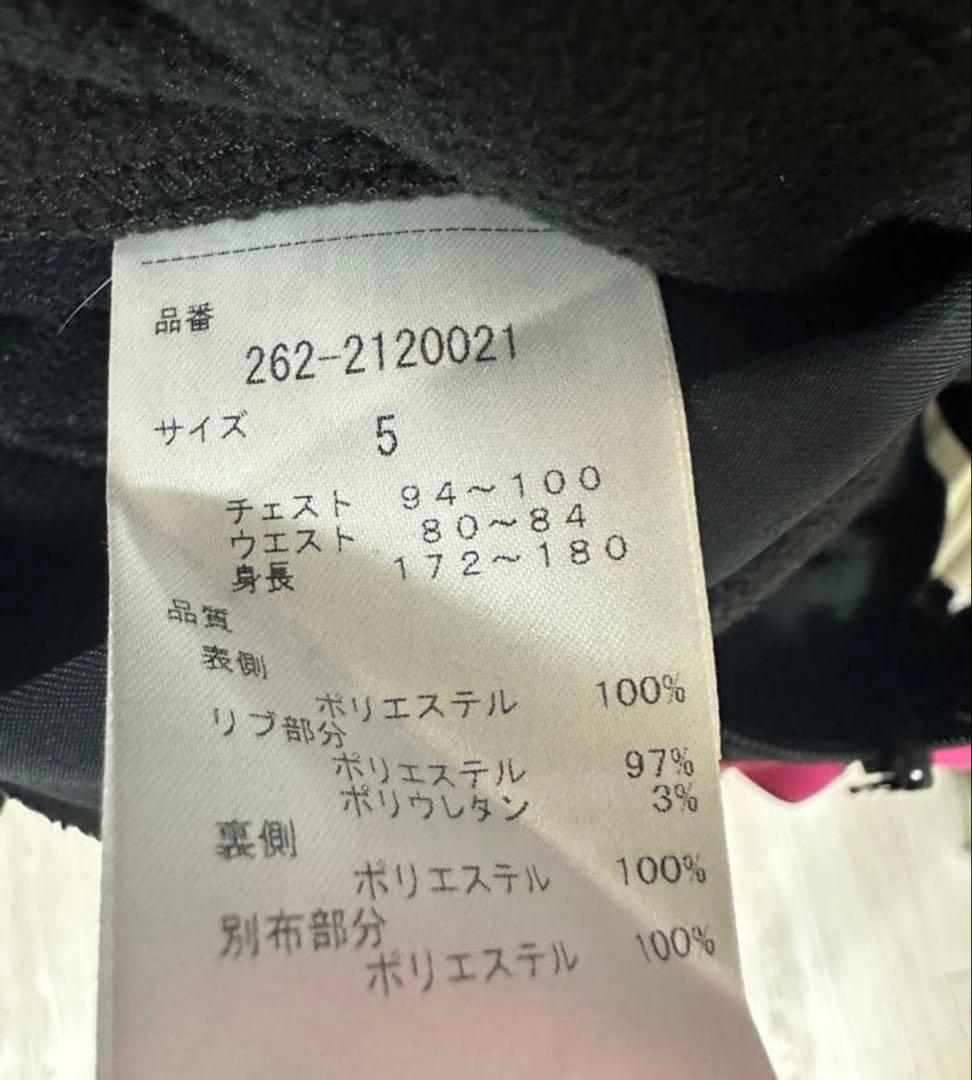 品番
262-2120021
サイズ 5
チェスト 94~100
ウエスト 80~84
身長 172~180
品質
表側
ポリエステル 100%
リブ部分
ポリエステル 97%
ポリウレタン 3%
裏側
ポリエステル 100%
別布部分
ポリエステル 100%